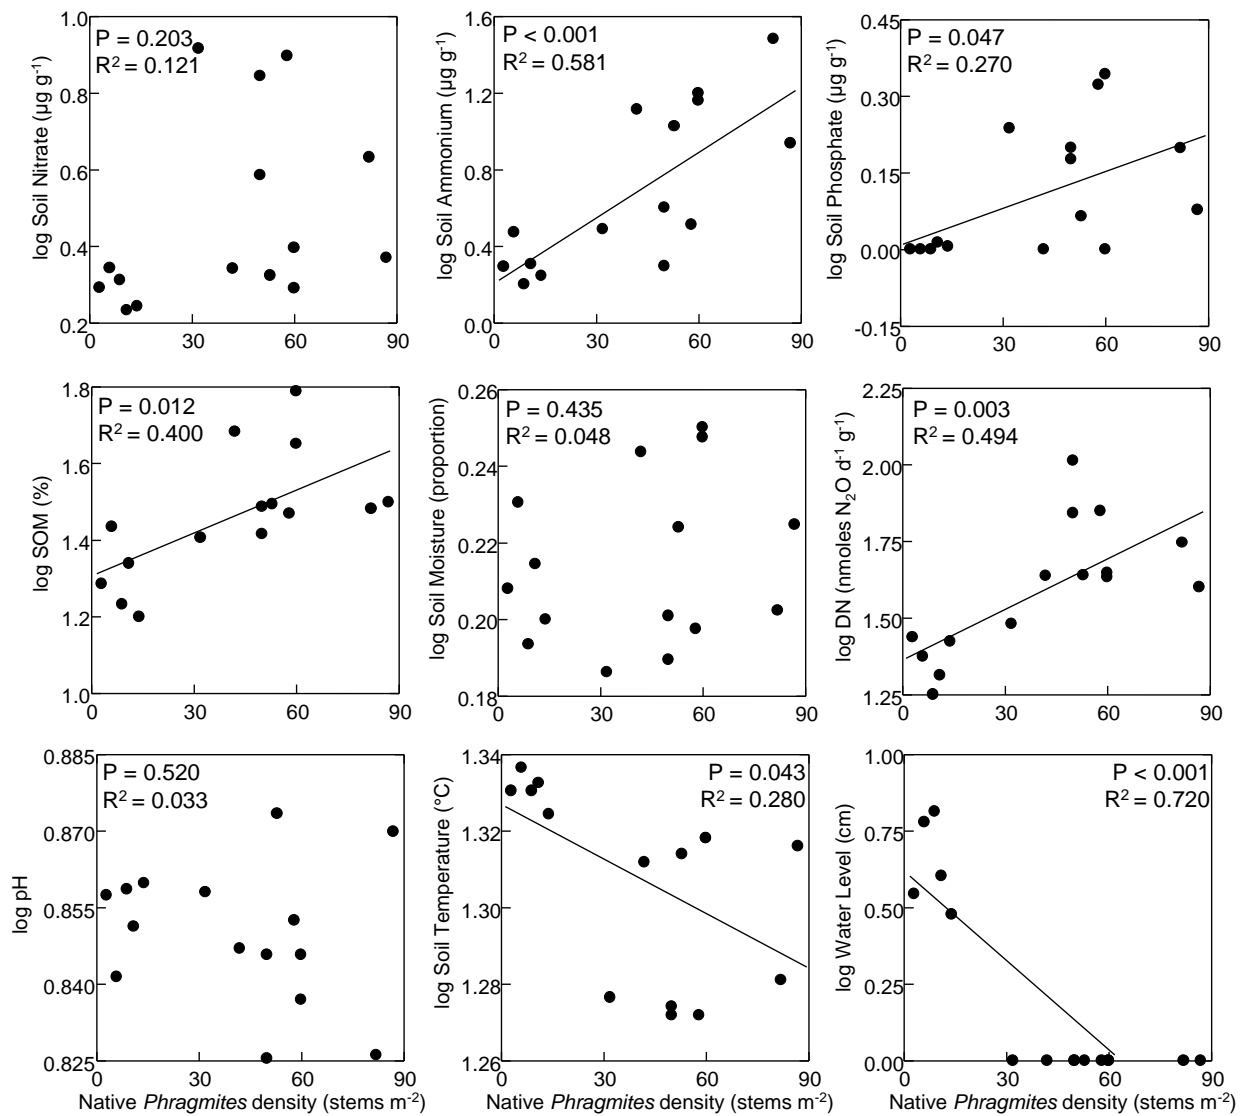 log Soil Nitrate (µg g⁻¹)
1.0
0.8
0.6
0.4
0.2
P = 0.203
R² = 0.121
0 30 60 90
log Soil Ammonium (µg g⁻¹)
1.6
1.2
0.8
0.4
0.0
P < 0.001
R² = 0.581
0 30 60 90
log Soil Phosphate (µg g⁻¹)
0.45
0.30
0.15
0.00
-0.15
P = 0.047
R² = 0.270
0 30 60 90
log SOM (%)
1.8
1.6
1.4
1.2
1.0
P = 0.012
R² = 0.400
0 30 60 90
log Soil Moisture (proportion)
0.26
0.24
0.22
0.20
0.18
P = 0.435
R² = 0.048
0 30 60 90
log DN (nmoles N₂O d⁻¹ g⁻¹)
2.25
2.00
1.75
1.50
1.25
P = 0.003
R² = 0.494
0 30 60 90
log pH
0.885
0.870
0.855
0.840
0.825
P = 0.520
R² = 0.033
0 30 60 90
Native Phragmites density (stems m⁻²)
log Soil Temperature (°C)
1.34
1.32
1.30
1.28
1.26
P = 0.043
R² = 0.280
0 30 60 90
Native Phragmites density (stems m⁻²)
log Water Level (cm)
1.00
0.75
0.50
0.25
0.00
P < 0.001
R² = 0.720
0 30 60 90
Native Phragmites density (stems m⁻²)